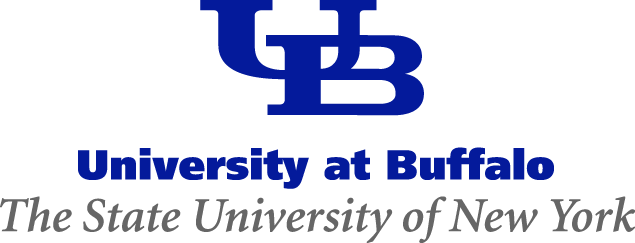 UB
University at Buffalo
The State University of New York